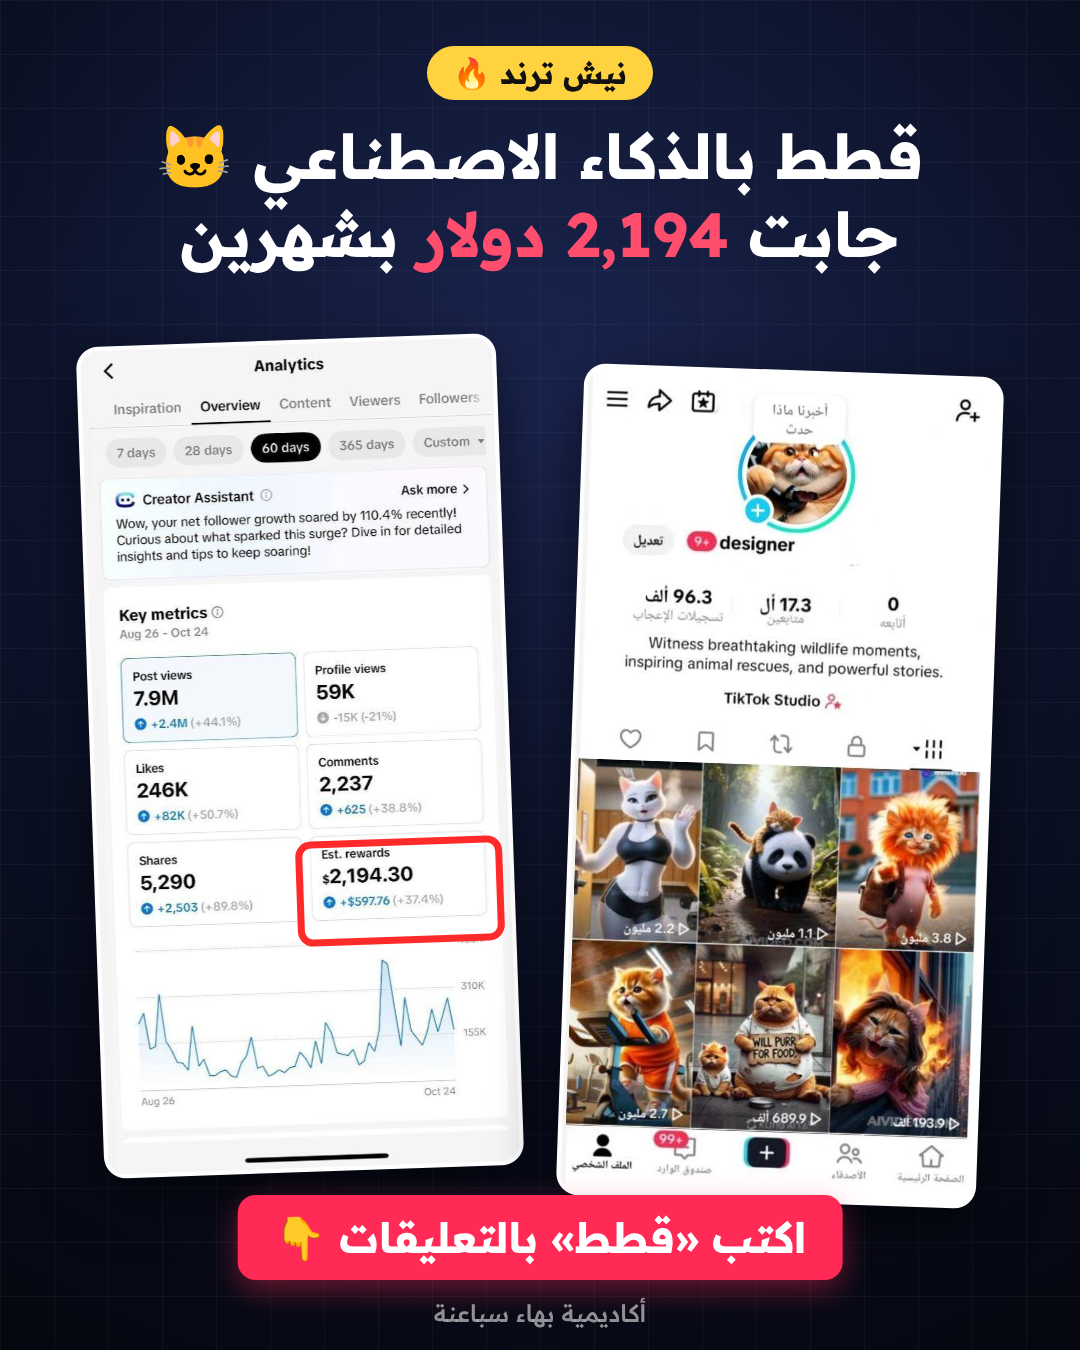 نيش ترند 🔥
قطط بالذكاء الاصطناعي 🐱
جابت 2,194 دولار بشهرين
Analytics
Inspiration Overview Content Viewers Followers
7 days 28 days 60 days 365 days Custom
Creator Assistant Ask more >
Wow, your net follower growth soared by 110.4% recently!
Curious about what sparked this surge? Dive in for detailed
insights and tips to keep soaring!
Key metrics
Aug 26 - Oct 24
Post views
7.9M
+2.4M (+44.1%)
Profile views
59K
-15K (-21%)
Likes
246K
+82K (+50.7%)
Comments
2,237
+625 (+38.8%)
Shares
5,290
+2,503 (+89.8%)
Est. rewards
$2,194.30
+$597.76 (+37.4%)
310K
155K
Aug 26 Oct 24
أخبرنا ماذا
حدث
تعديل 9+ designer
96.3 ألف
تسجيلات الإعجاب
17.3 أل
متابعين
0
أتابعه
Witness breathtaking wildlife moments,
inspiring animal rescues, and powerful stories.
TikTok Studio
2.2 مليون
1.1 مليون
3.8 مليون
2.7 مليون
WILL PURR
FOR FOOD,
689.9 ألف
193.9 ألف
99+
الملف الشخصي
صندوق الوارد
الأصدقاء
الصفحة الرئيسية
اكتب «قطط» بالتعليقات 👇
أكاديمية بهاء سباعنة